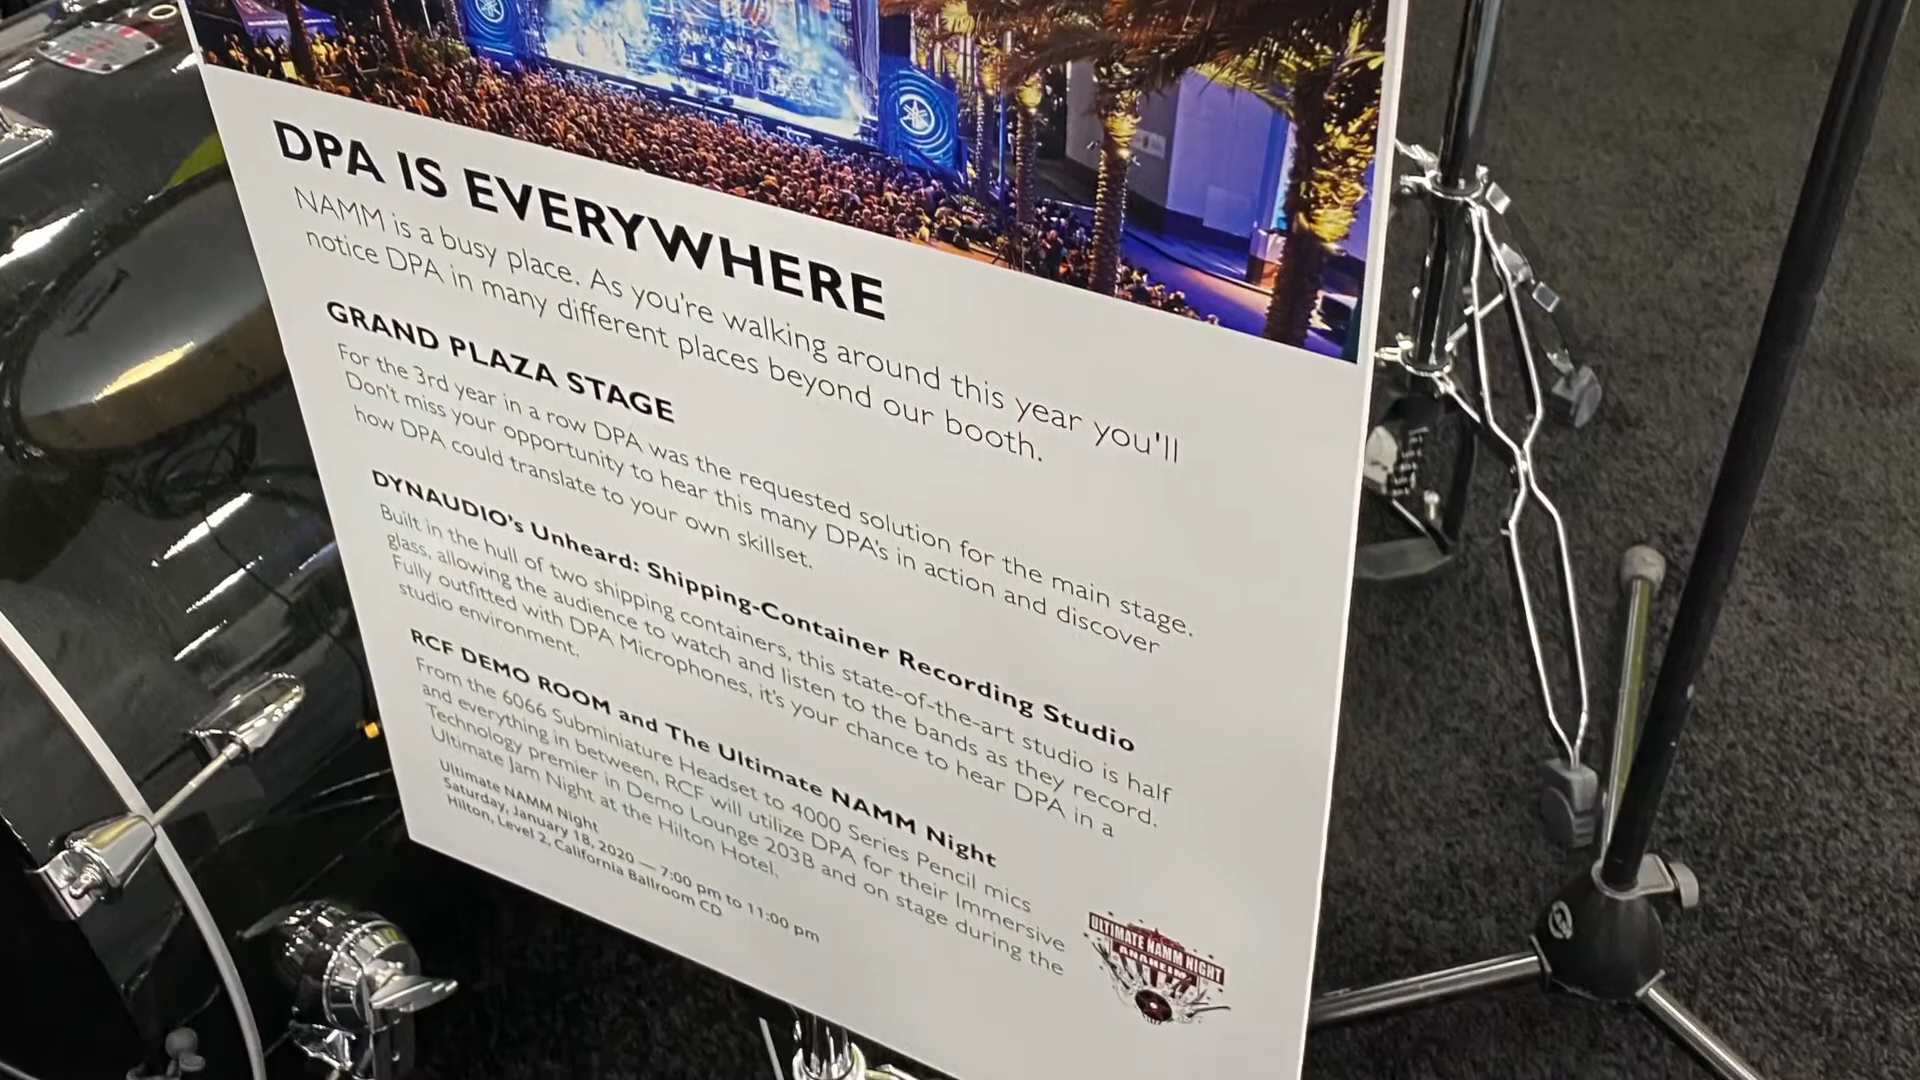 DPA IS EVERYWHERE
NAMM is a busy place. As you're walking around this year you'll
notice DPA in many different places beyond our booth.
GRAND PLAZA STAGE
For the 3rd year in a row DPA was the requested solution for the main stage.
Don't miss your opportunity to hear this many DPA's in action and discover
how DPA could translate to your own skillset.
DYNAUDIO's Unheard: Shipping-Container Recording Studio
Built in the hull of two shipping containers, this state-of-the-art studio is half
glass, allowing the audience to watch and listen to the bands as they record.
Fully outfitted with DPA Microphones, it's your chance to hear DPA in a
studio environment.
RCF DEMO ROOM and The Ultimate NAMM Night
From the 6066 Subminiature Headset to 4000 Series Pencil mics
and everything in between, RCF will utilize DPA for their Immersive
Technology premier in Demo Lounge 203B and on stage during the
Ultimate Jam Night at the Hilton Hotel.
Ultimate NAMM Night
Saturday, January 18, 2020 — 7:00 pm to 11:00 pm
Hilton, Level 2, California Ballroom CD
ULTIMATE NAMM NIGHT
ANAHEIM